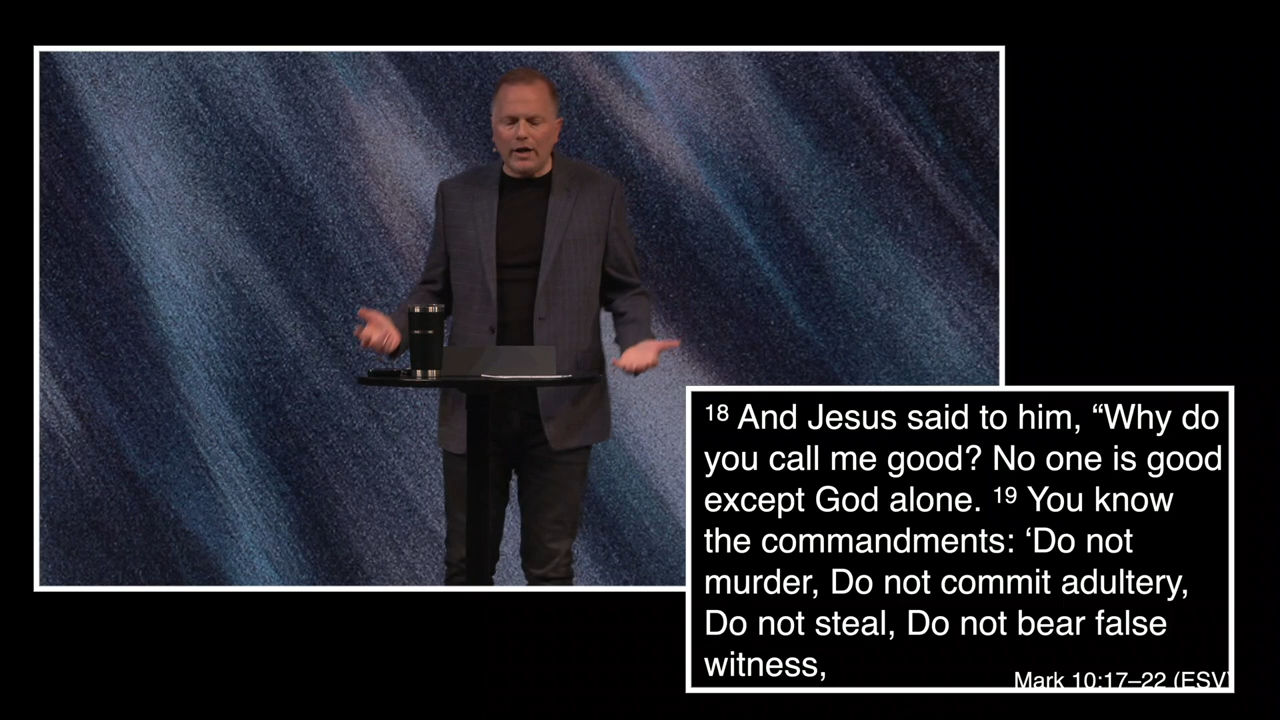 18 And Jesus said to him, “Why do
you call me good? No one is good
except God alone. 19 You know
the commandments: ‘Do not
murder, Do not commit adultery,
Do not steal, Do not bear false
witness,
Mark 10:17–22 (ESV)